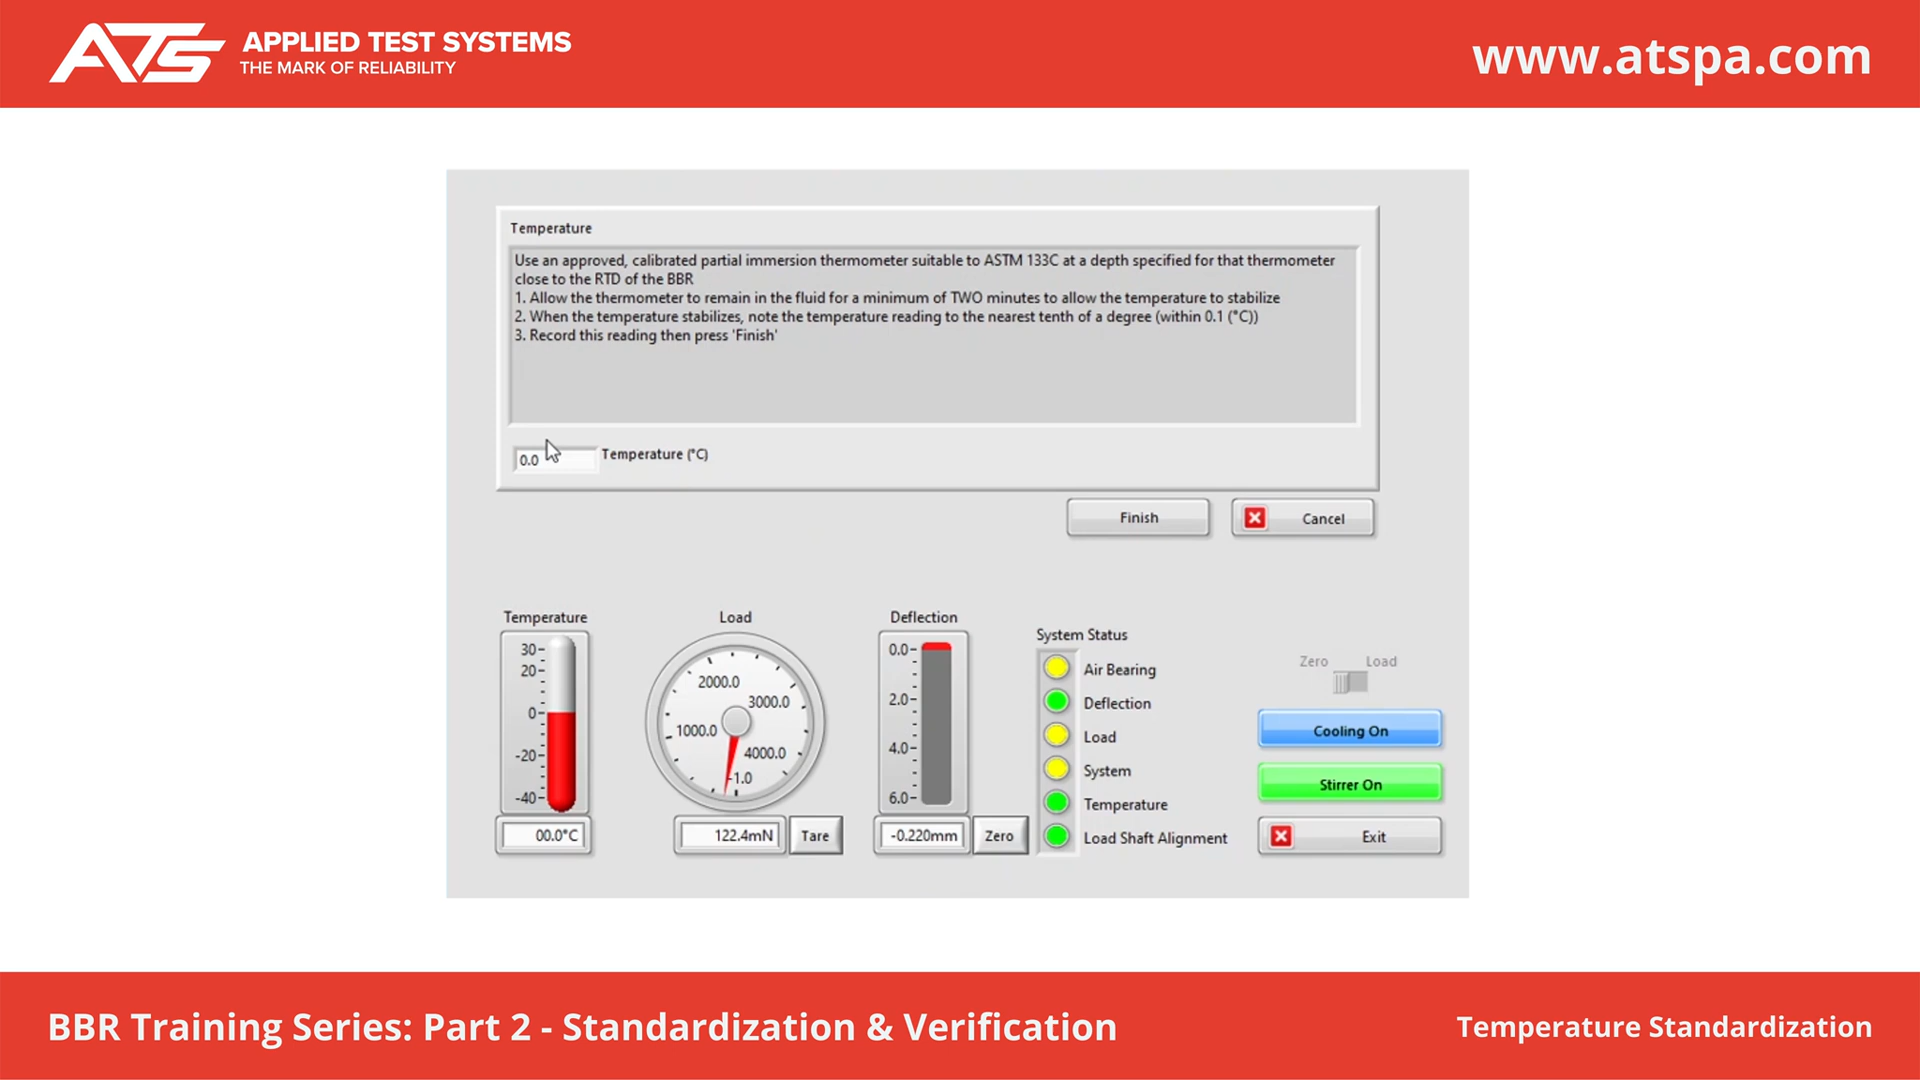 ATS APPLIED TEST SYSTEMS
THE MARK OF RELIABILITY
www.atspa.com
Temperature
Use an approved, calibrated partial immersion thermometer suitable to ASTM 133C at a depth specified for that thermometer
close to the RTD of the BBR
1. Allow the thermometer to remain in the fluid for a minimum of TWO minutes to allow the temperature to stabilize
2. When the temperature stabilizes, note the temperature reading to the nearest tenth of a degree (within 0.1 (°C))
3. Record this reading then press 'Finish'
0.0 Temperature (°C)
Finish
Cancel
Temperature
30
20
0
-20
-40
00.0°C
Load
2000.0
3000.0
1000.0
4000.0
-1.0
122.4mN
Tare
Deflection
0.0
2.0
4.0
6.0
-0.220mm
Zero
System Status
Air Bearing
Deflection
Load
System
Temperature
Load Shaft Alignment
Zero Load
Cooling On
Stirrer On
Exit
BBR Training Series: Part 2 - Standardization & Verification
Temperature Standardization